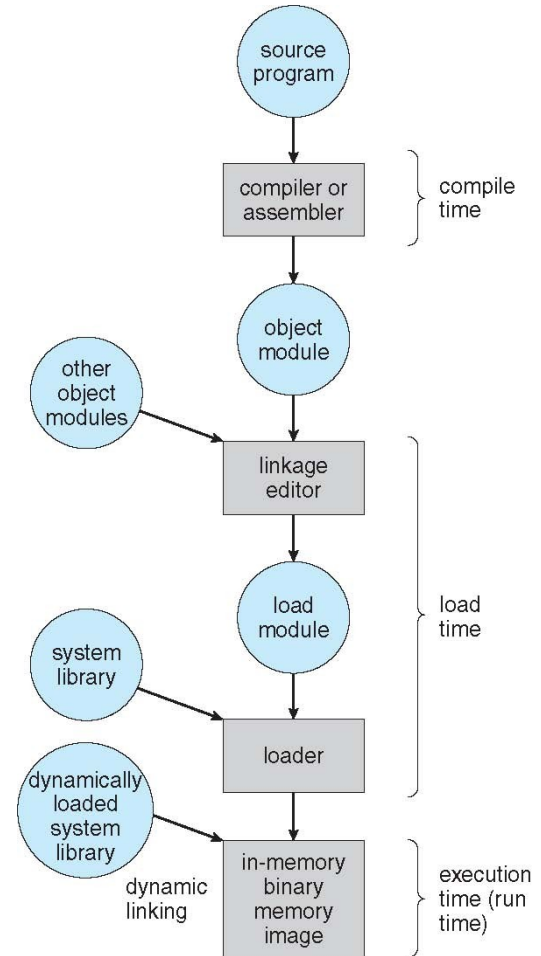 source
program
compiler or
assembler
compile
time
object
module
other
object
modules
linkage
editor
load
module
load
time
system
library
loader
dynamically
loaded
system
library
dynamic
linking
in-memory
binary
memory
image
execution
time (run
time)